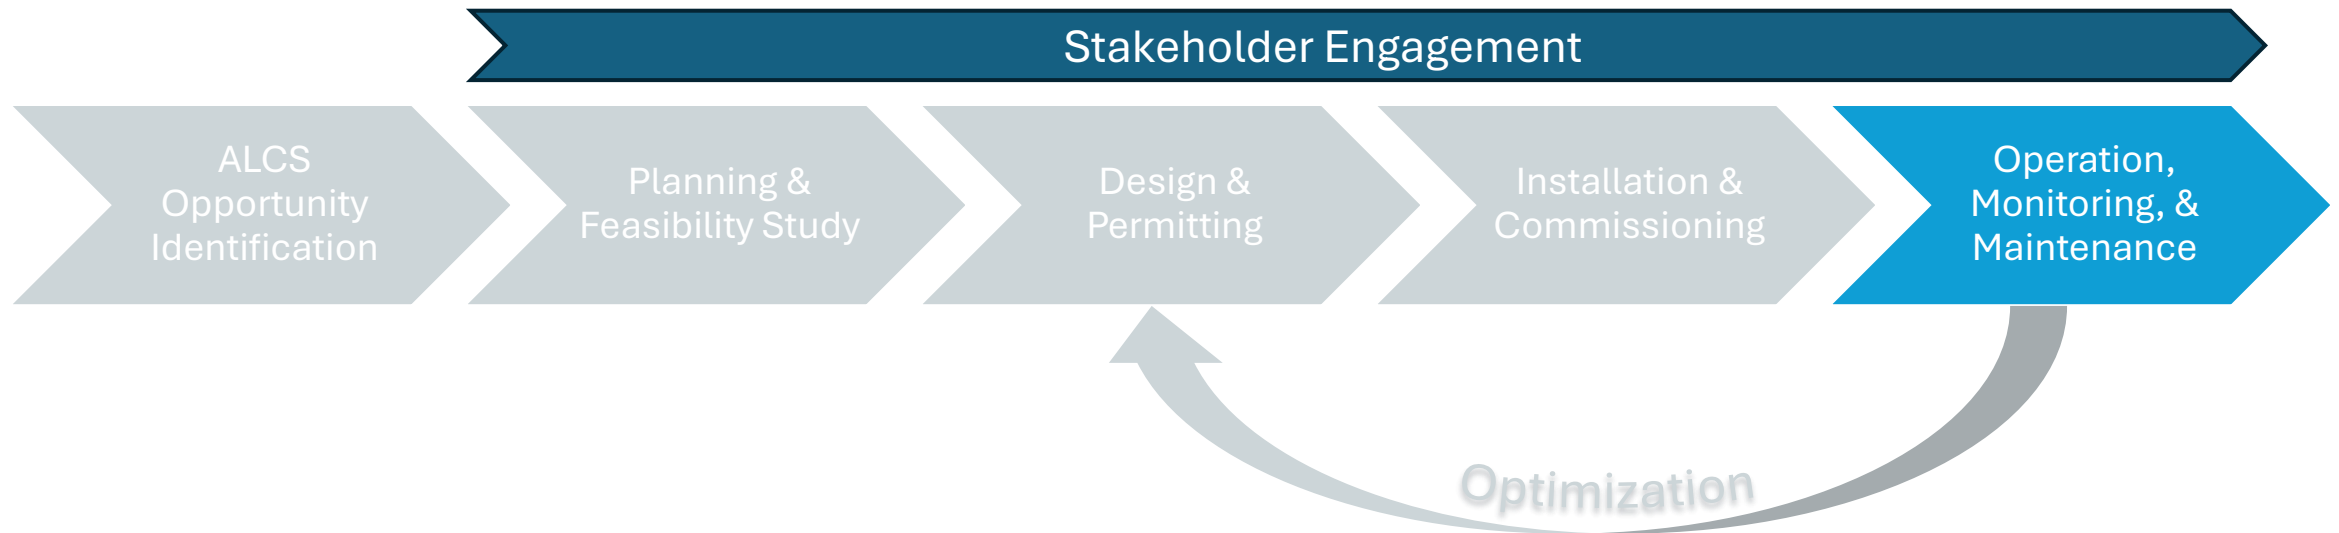 Stakeholder Engagement
ALCS
Opportunity
Identification
Planning &
Feasibility Study
Design &
Permitting
Installation &
Commissioning
Operation,
Monitoring, &
Maintenance
Optimization